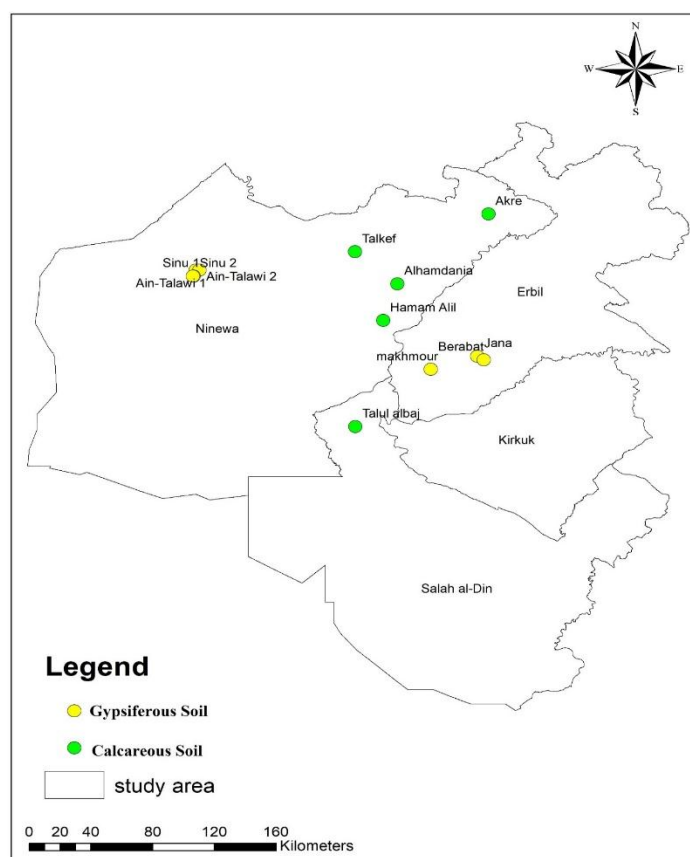 N
W E
S
Akre
Talkef
Sinu 1Sinu 2
Alhamdania
Ain-Talawi 2
Ain-Talawi 1
Erbil
Hamam Alil
Ninewa
Berabat Jana
makhmour
Talul albaj
Kirkuk
Salah al-Din
Legend
Gypsiferous Soil
Calcareous Soil
study area
0 20 40 80 120 160
Kilometers